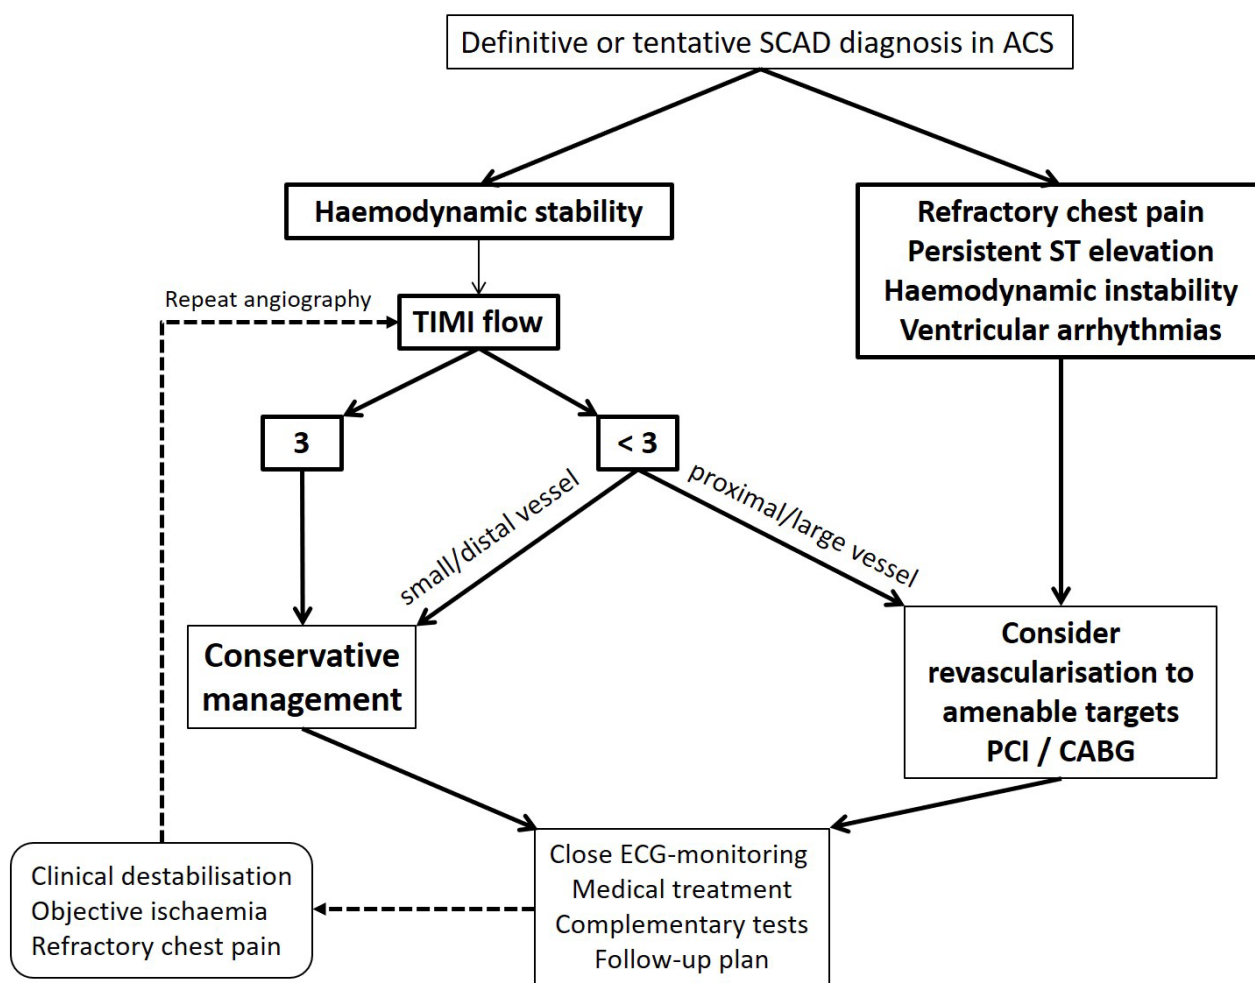 Definitive or tentative SCAD diagnosis in ACS
Haemodynamic stability
Refractory chest pain
Persistent ST elevation
Haemodynamic instability
Ventricular arrhythmias
Repeat angiography
TIMI flow
3
< 3
small/distal vessel
proximal/large vessel
Conservative
management
Consider
revascularisation to
amenable targets
PCI / CABG
Close ECG-monitoring
Medical treatment
Complementary tests
Follow-up plan
Clinical destabilisation
Objective ischaemia
Refractory chest pain